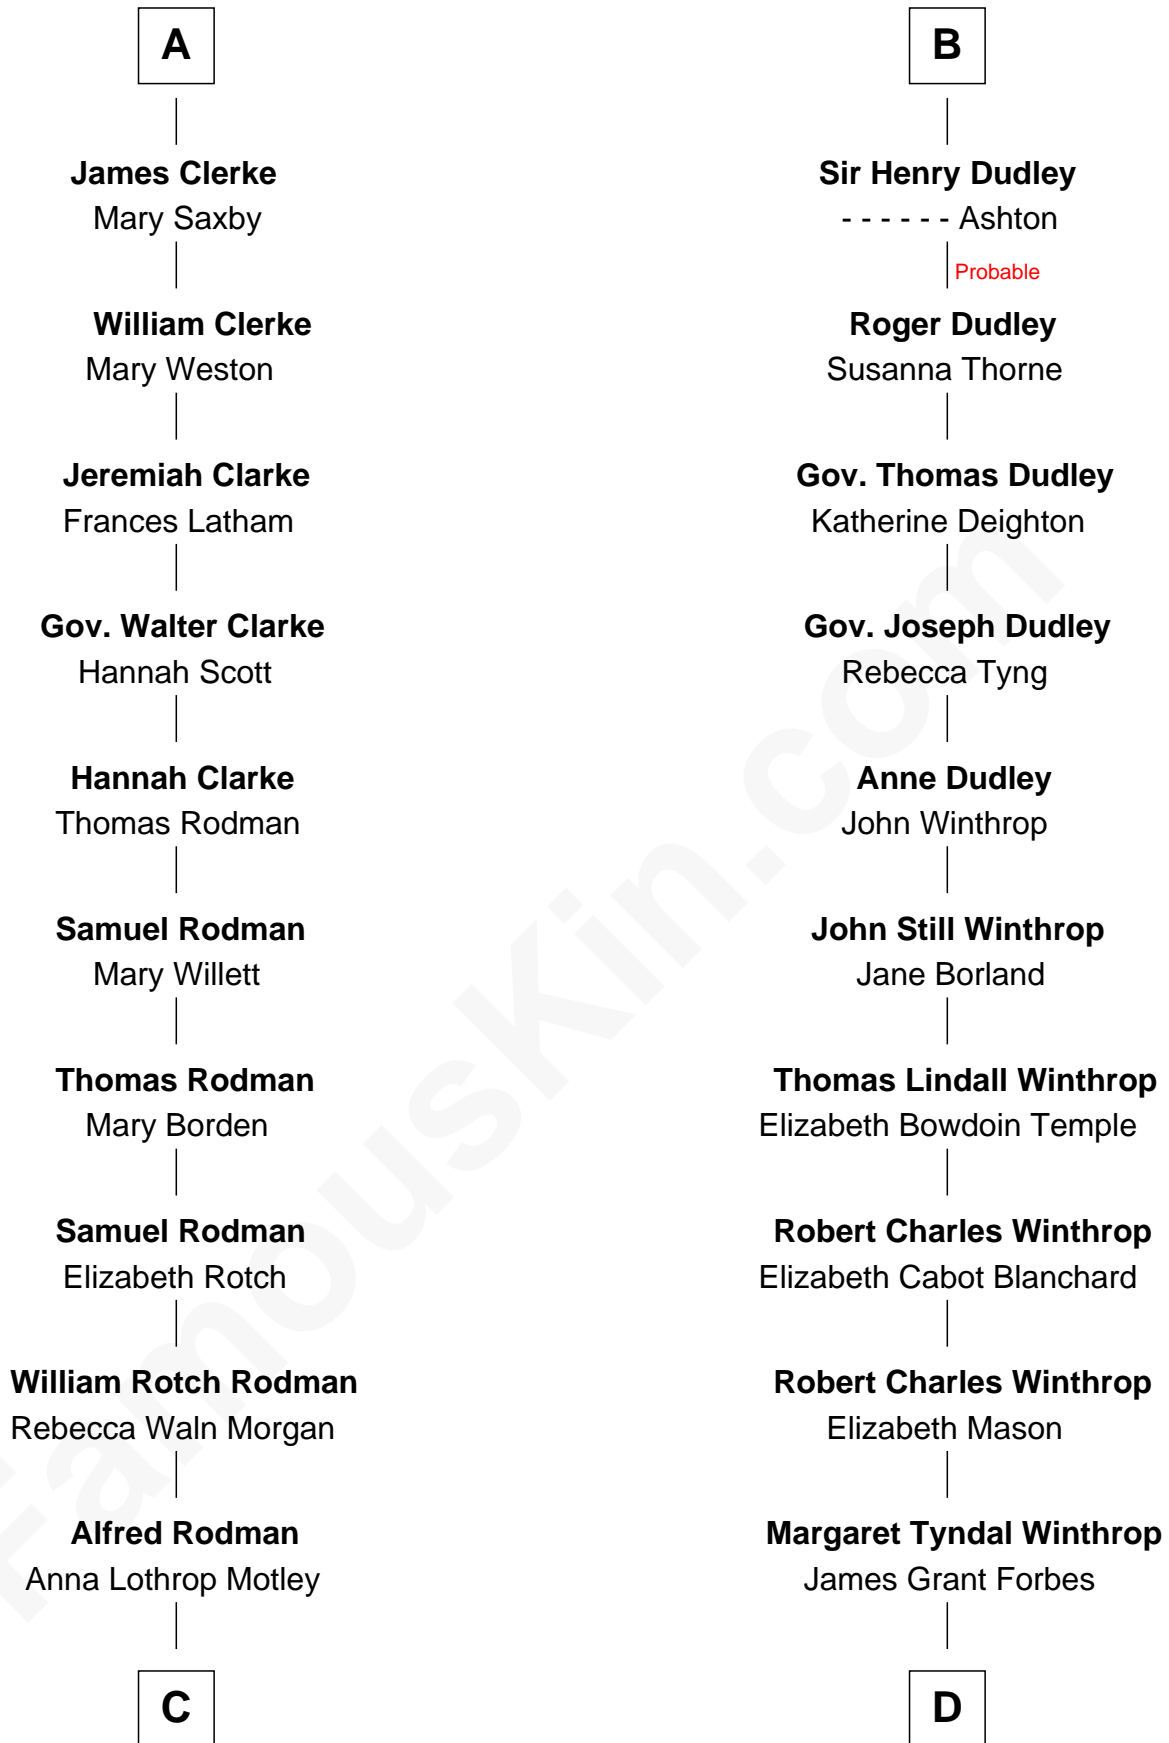 A
James Clerke
Mary Saxby
William Clerke
Mary Weston
Jeremiah Clarke
Frances Latham
Gov. Walter Clarke
Hannah Scott
Hannah Clarke
Thomas Rodman
Samuel Rodman
Mary Willett
Thomas Rodman
Mary Borden
Samuel Rodman
Elizabeth Rotch
William Rotch Rodman
Rebecca Waln Morgan
Alfred Rodman
Anna Lothrop Motley
C
B
Sir Henry Dudley
- - - - - - Ashton
Probable
Roger Dudley
Susanna Thorne
Gov. Thomas Dudley
Katherine Deighton
Gov. Joseph Dudley
Rebecca Tyng
Anne Dudley
John Winthrop
John Still Winthrop
Jane Borland
Thomas Lindall Winthrop
Elizabeth Bowdoin Temple
Robert Charles Winthrop
Elizabeth Cabot Blanchard
Robert Charles Winthrop
Elizabeth Mason
Margaret Tyndal Winthrop
James Grant Forbes
D
FamousKin.com